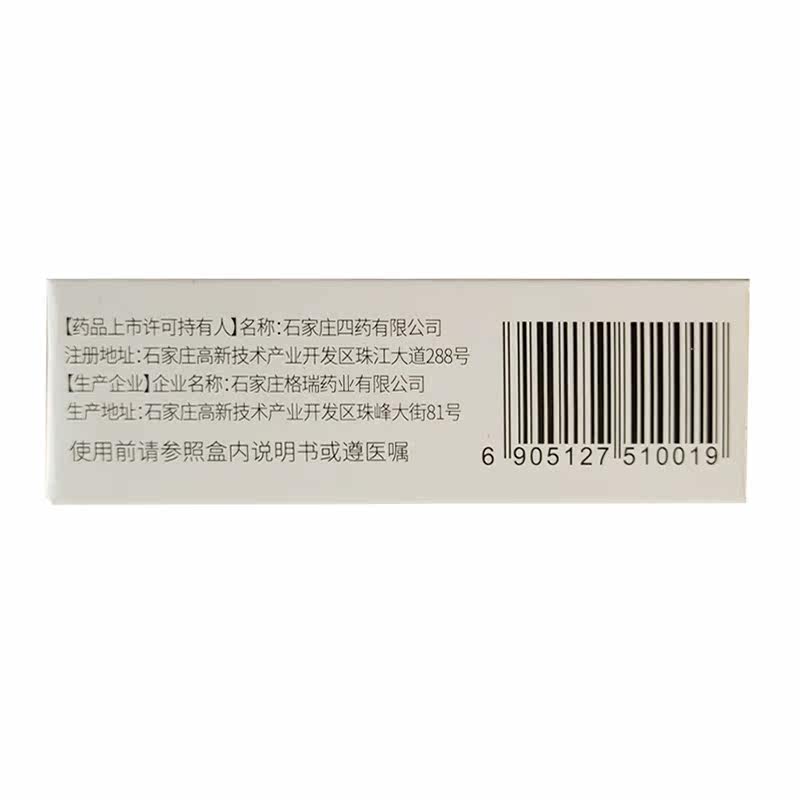 【药品上市许可持有人】名称:石家庄四药有限公司
注册地址:石家庄高新技术产业开发区珠江大道288号
【生产企业】企业名称:石家庄格瑞药业有限公司
生产地址:石家庄高新技术产业开发区珠峰大街81号
使用前请参照盒内说明书或遵医嘱
6 905127 510019